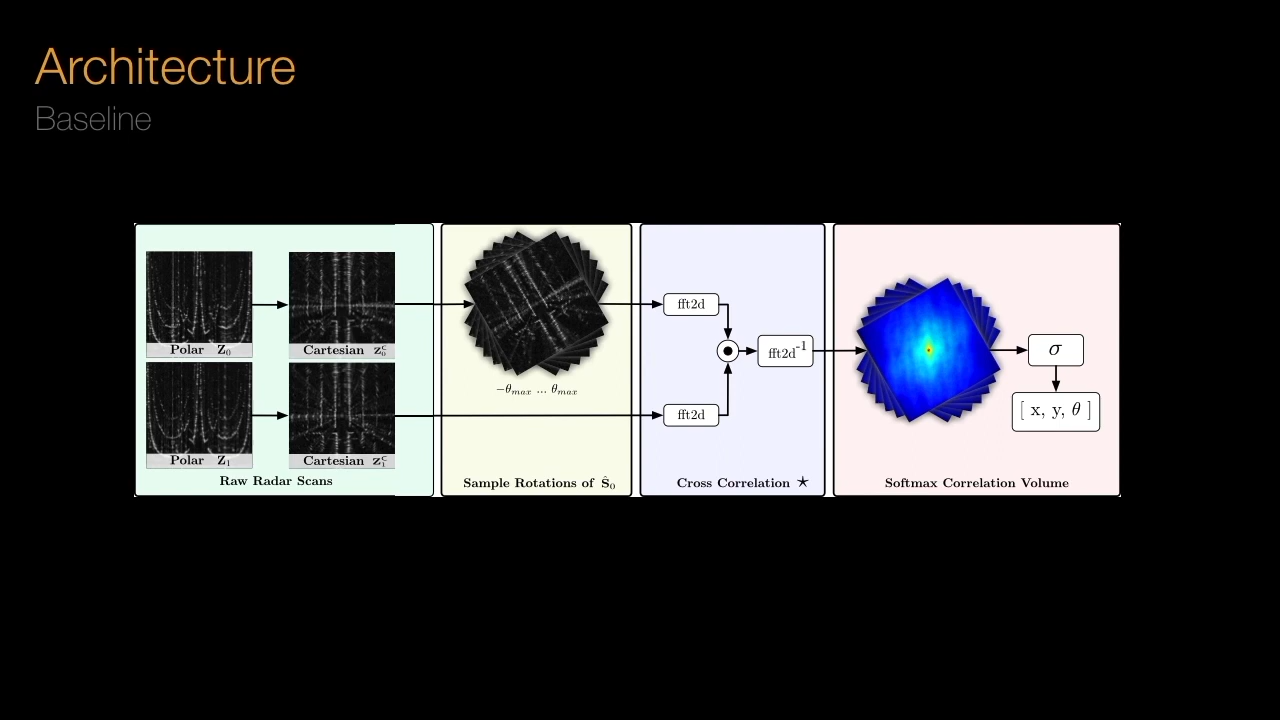 Architecture
Baseline
Polar Z₀
Cartesian z₀ᶜ
Polar Z₁
Cartesian z₁ᶜ
Raw Radar Scans
−θₘₐₓ ... θₘₐₓ
Sample Rotations of Ŝ₀
fft2d
fft2d
fft2d⁻¹
Cross Correlation ★
σ
[ x, y, θ ]
Softmax Correlation Volume